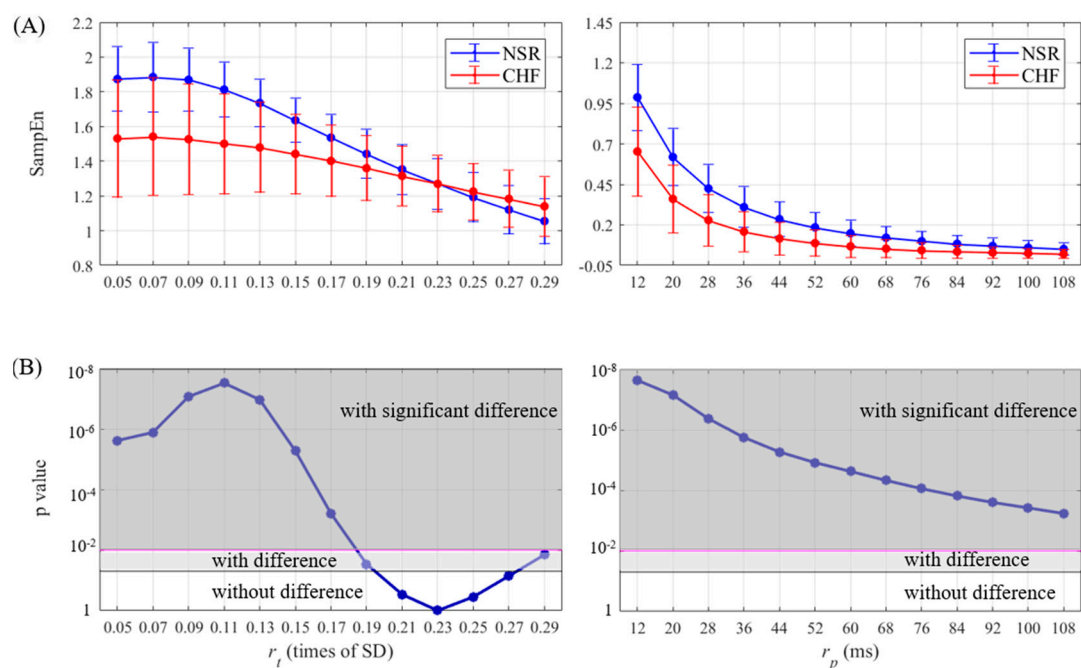 (A)
SampEn
2.2
2
1.8
1.6
1.4
1.2
1
0.8
NSR
CHF
0.05 0.07 0.09 0.11 0.13 0.15 0.17 0.19 0.21 0.23 0.25 0.27 0.29
1.45
1.2
0.95
0.7
0.45
0.2
-0.05
NSR
CHF
12 20 28 36 44 52 60 68 76 84 92 100 108
(B)
p value
10-8
10-6
10-4
10-2
1
with significant difference
with difference
without difference
0.05 0.07 0.09 0.11 0.13 0.15 0.17 0.19 0.21 0.23 0.25 0.27 0.29
rt (times of SD)
10-8
10-6
10-4
10-2
1
with significant difference
with difference
without difference
12 20 28 36 44 52 60 68 76 84 92 100 108
rp (ms)